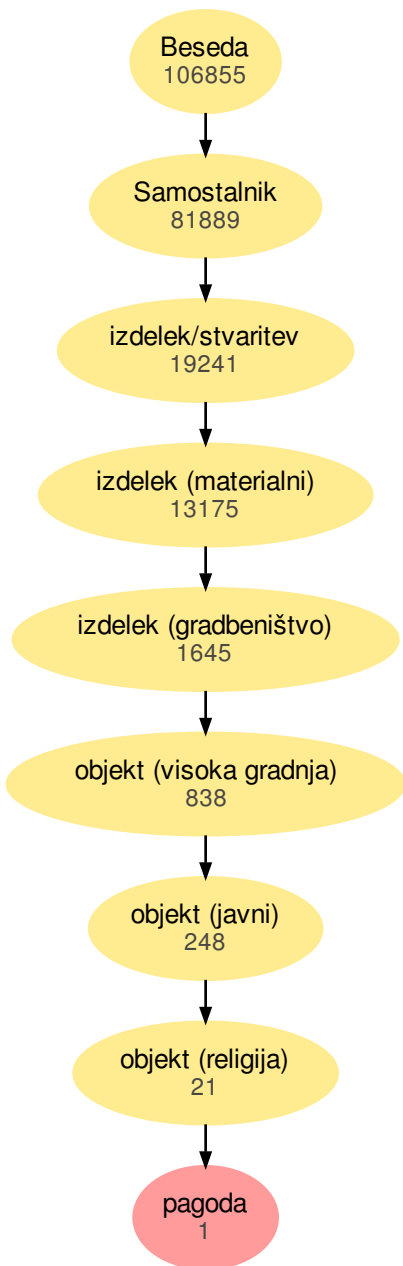 Beseda
106855
Samostalnik
81889
izdelek/stvaritev
19241
izdelek (materialni)
13175
izdelek (gradbeništvo)
1645
objekt (visoka gradnja)
838
objekt (javni)
248
objekt (religija)
21
pagoda
1